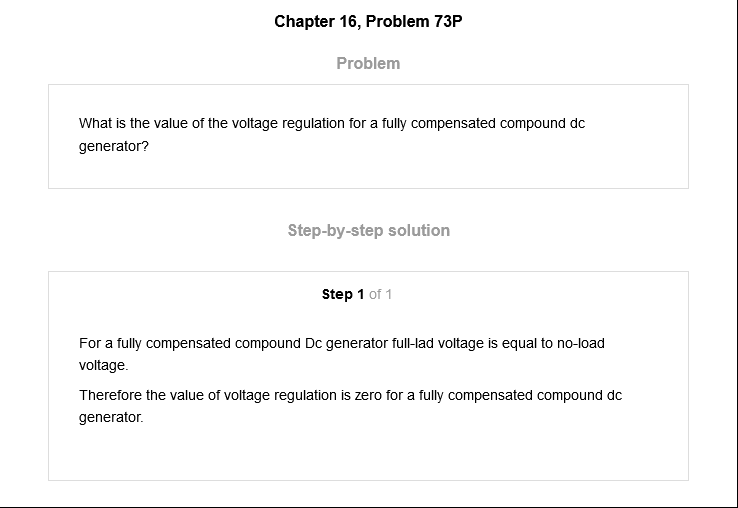 Chapter 16, Problem 73P
Problem
What is the value of the voltage regulation for a fully compensated compound dc
generator?
Step-by-step solution
Step 1 of 1
For a fully compensated compound Dc generator full-lad voltage is equal to no-load
voltage.
Therefore the value of voltage regulation is zero for a fully compensated compound dc
generator.